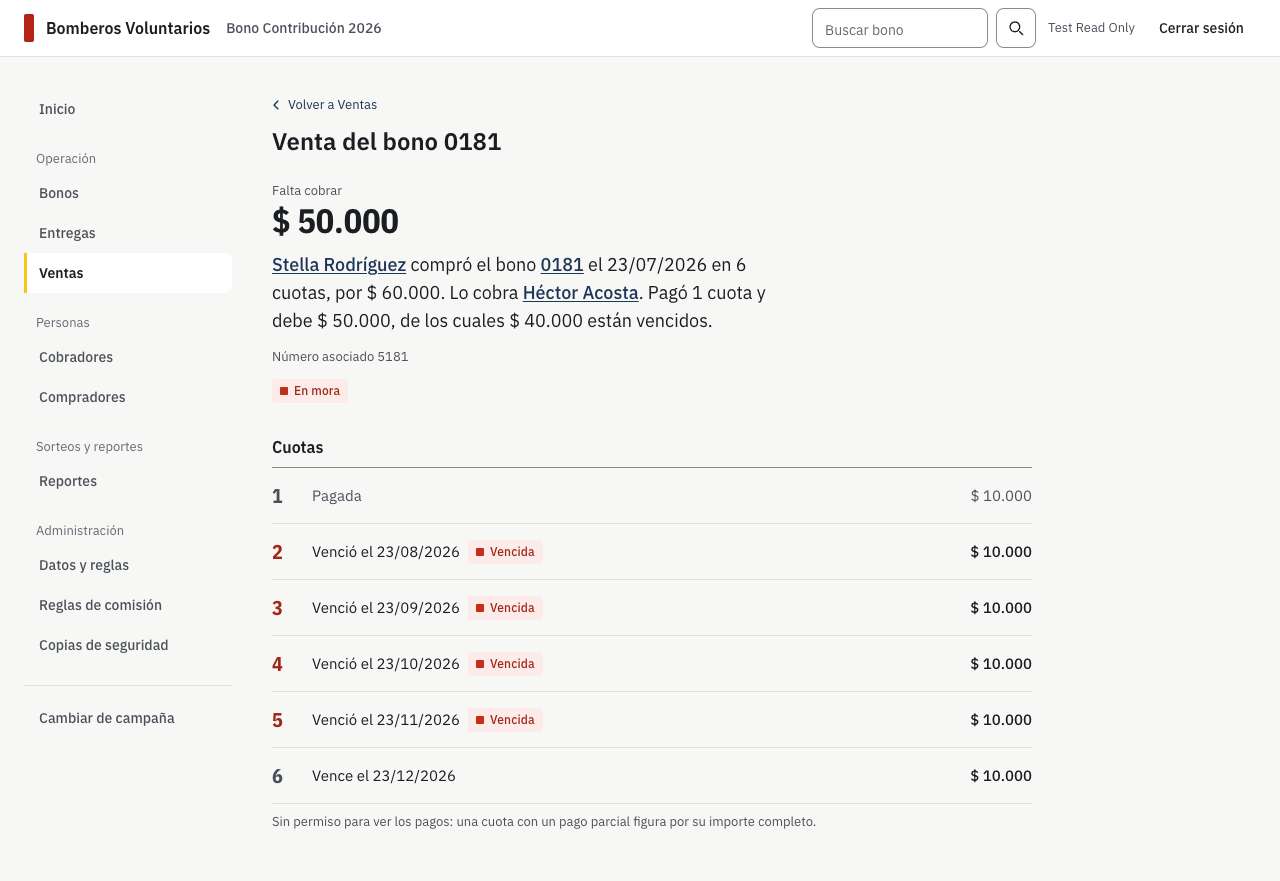 Bomberos Voluntarios
Bono Contribución 2026
Buscar bono
Test Read Only
Cerrar sesión
Inicio
Operación
Bonos
Entregas
Ventas
Personas
Cobradores
Compradores
Sorteos y reportes
Reportes
Administración
Datos y reglas
Reglas de comisión
Copias de seguridad
Cambiar de campaña
Volver a Ventas
Venta del bono 0181
Falta cobrar
$ 50.000
Stella Rodríguez compró el bono 0181 el 23/07/2026 en 6
cuotas, por $ 60.000. Lo cobra Héctor Acosta. Pagó 1 cuota y
debe $ 50.000, de los cuales $ 40.000 están vencidos.
Número asociado 5181
En mora
Cuotas
1 Pagada $ 10.000
2 Venció el 23/08/2026 Vencida $ 10.000
3 Venció el 23/09/2026 Vencida $ 10.000
4 Venció el 23/10/2026 Vencida $ 10.000
5 Venció el 23/11/2026 Vencida $ 10.000
6 Vence el 23/12/2026 $ 10.000
Sin permiso para ver los pagos: una cuota con un pago parcial figura por su importe completo.